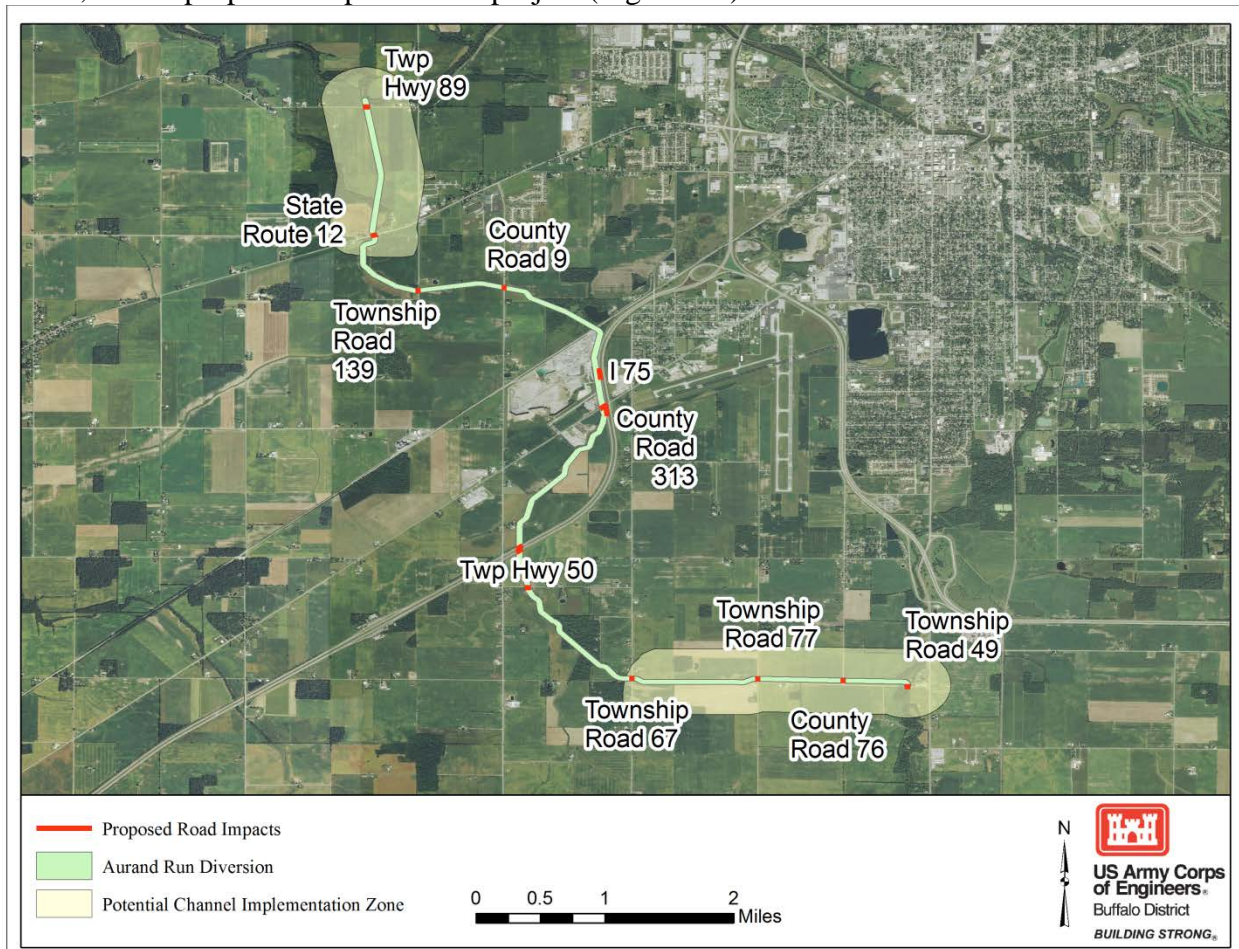 Twp
Hwy 89
State
Route 12
County
Road 9
Township
Road
139
I 75
County
Road
313
Twp Hwy 50
Township
Road 77
Township
Road 49
Township
Road 67
County
Road 76
Proposed Road Impacts
Aurand Run Diversion
Potential Channel Implementation Zone
0 0.5 1 2
Miles
N
US Army Corps
of Engineers®
Buffalo District
BUILDING STRONG®